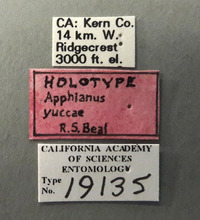 CA: Kern Co.
14 km. W.
Ridgecrest
3000 ft. el.
HOLOTYPE
Apphianus
yuccae
R.S. Beal
CALIFORNIA ACADEMY
OF SCIENCES
ENTOMOLOGY
Type
No. 19135